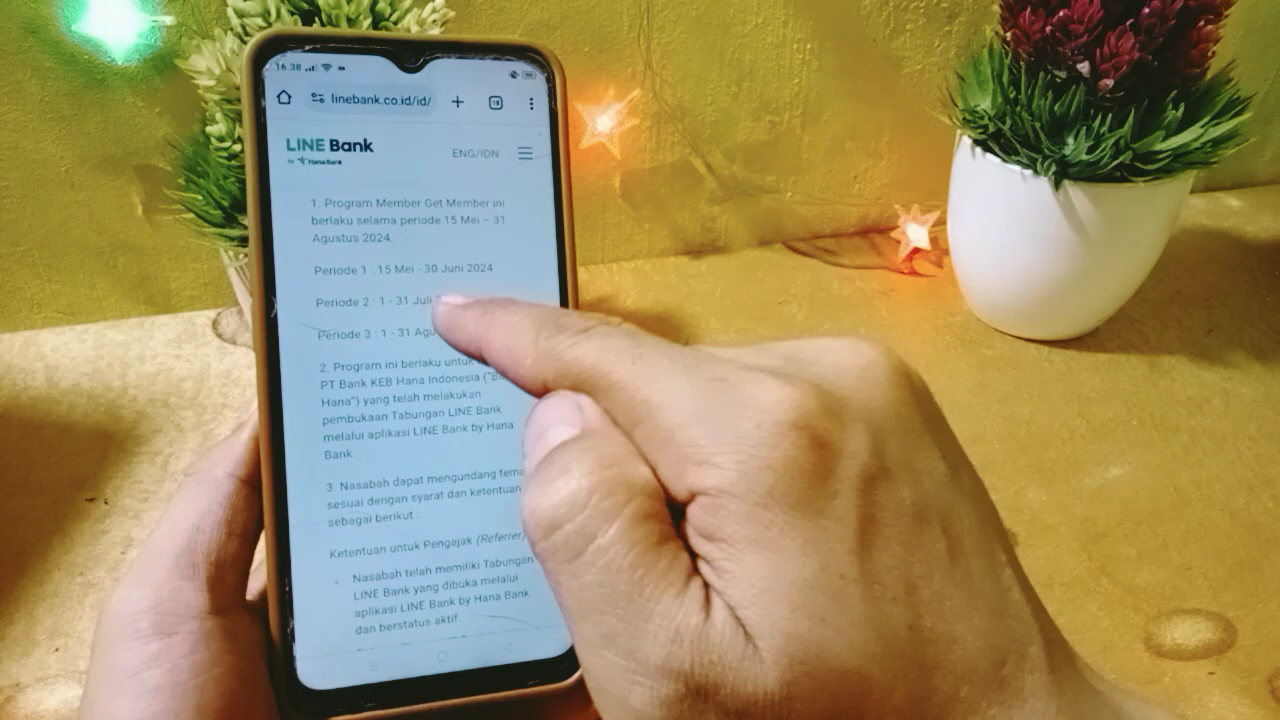 16.38
linebank.co.id/id/
18
LINE Bank
by Hana Bank
ENG/IDN
1. Program Member Get Member ini
berlaku selama periode 15 Mei – 31
Agustus 2024.
Periode 1 : 15 Mei - 30 Juni 2024
Periode 2 : 1 - 31 Juli
Periode 3 : 1 - 31 Agu
2. Program ini berlaku untuk
PT Bank KEB Hana Indonesia ("Ba
Hana") yang telah melakukan
pembukaan Tabungan LINE Bank
melalui aplikasi LINE Bank by Hana
Bank.
3. Nasabah dapat mengundang tema
sesuai dengan syarat dan ketentuan
sebagai berikut :
Ketentuan untuk Pengajak (Referrer)
Nasabah telah memiliki Tabungan
LINE Bank yang dibuka melalui
aplikasi LINE Bank by Hana Bank
dan berstatus aktif.